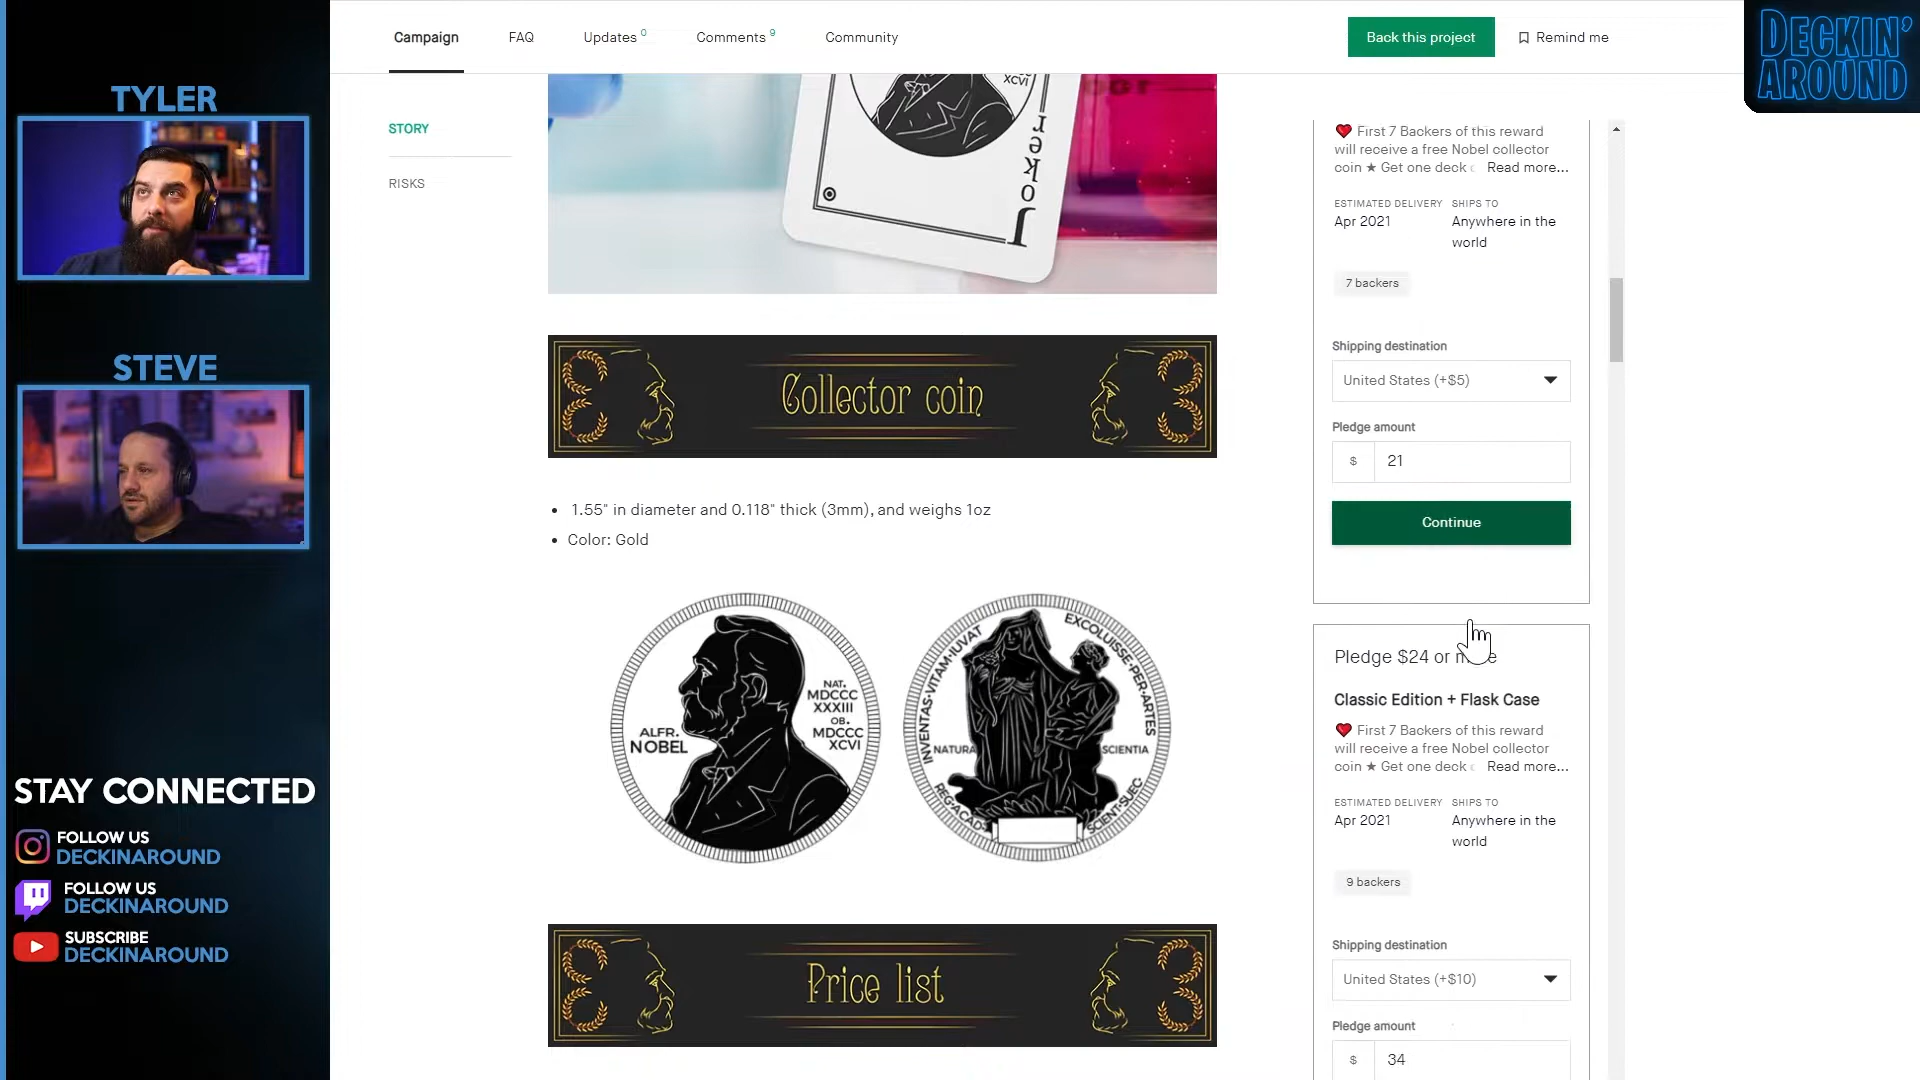 TYLER
STEVE
STAY CONNECTED
FOLLOW US
DECKINAROUND
FOLLOW US
DECKINAROUND
SUBSCRIBE
DECKINAROUND
Campaign
FAQ
Updates 0
Comments 9
Community
Back this project
Remind me
DECKIN'
AROUND
STORY
RISKS
XCVI
Joker
Collector coin
• 1.55" in diameter and 0.118" thick (3mm), and weighs 1oz
• Color: Gold
ALFR.
NOBEL
NAT.
MDCCC
XXXIII
OB.
MDCCC
XCVI
INVENTAS·VITAM·IUVAT
EXCOLUISSE·PER·ARTES
NATURA
SCIENTIA
REG·ACAD·
SCIENT·SUEC·
Price list
❤ First 7 Backers of this reward
will receive a free Nobel collector
coin ★ Get one deck Read more...
ESTIMATED DELIVERY
Apr 2021
SHIPS TO
Anywhere in the
world
7 backers
Shipping destination
United States (+$5)
Pledge amount
$ 21
Continue
Pledge $24 or
Classic Edition + Flask Case
❤ First 7 Backers of this reward
will receive a free Nobel collector
coin ★ Get one deck Read more...
ESTIMATED DELIVERY
Apr 2021
SHIPS TO
Anywhere in the
world
9 backers
Shipping destination
United States (+$10)
Pledge amount
$ 34